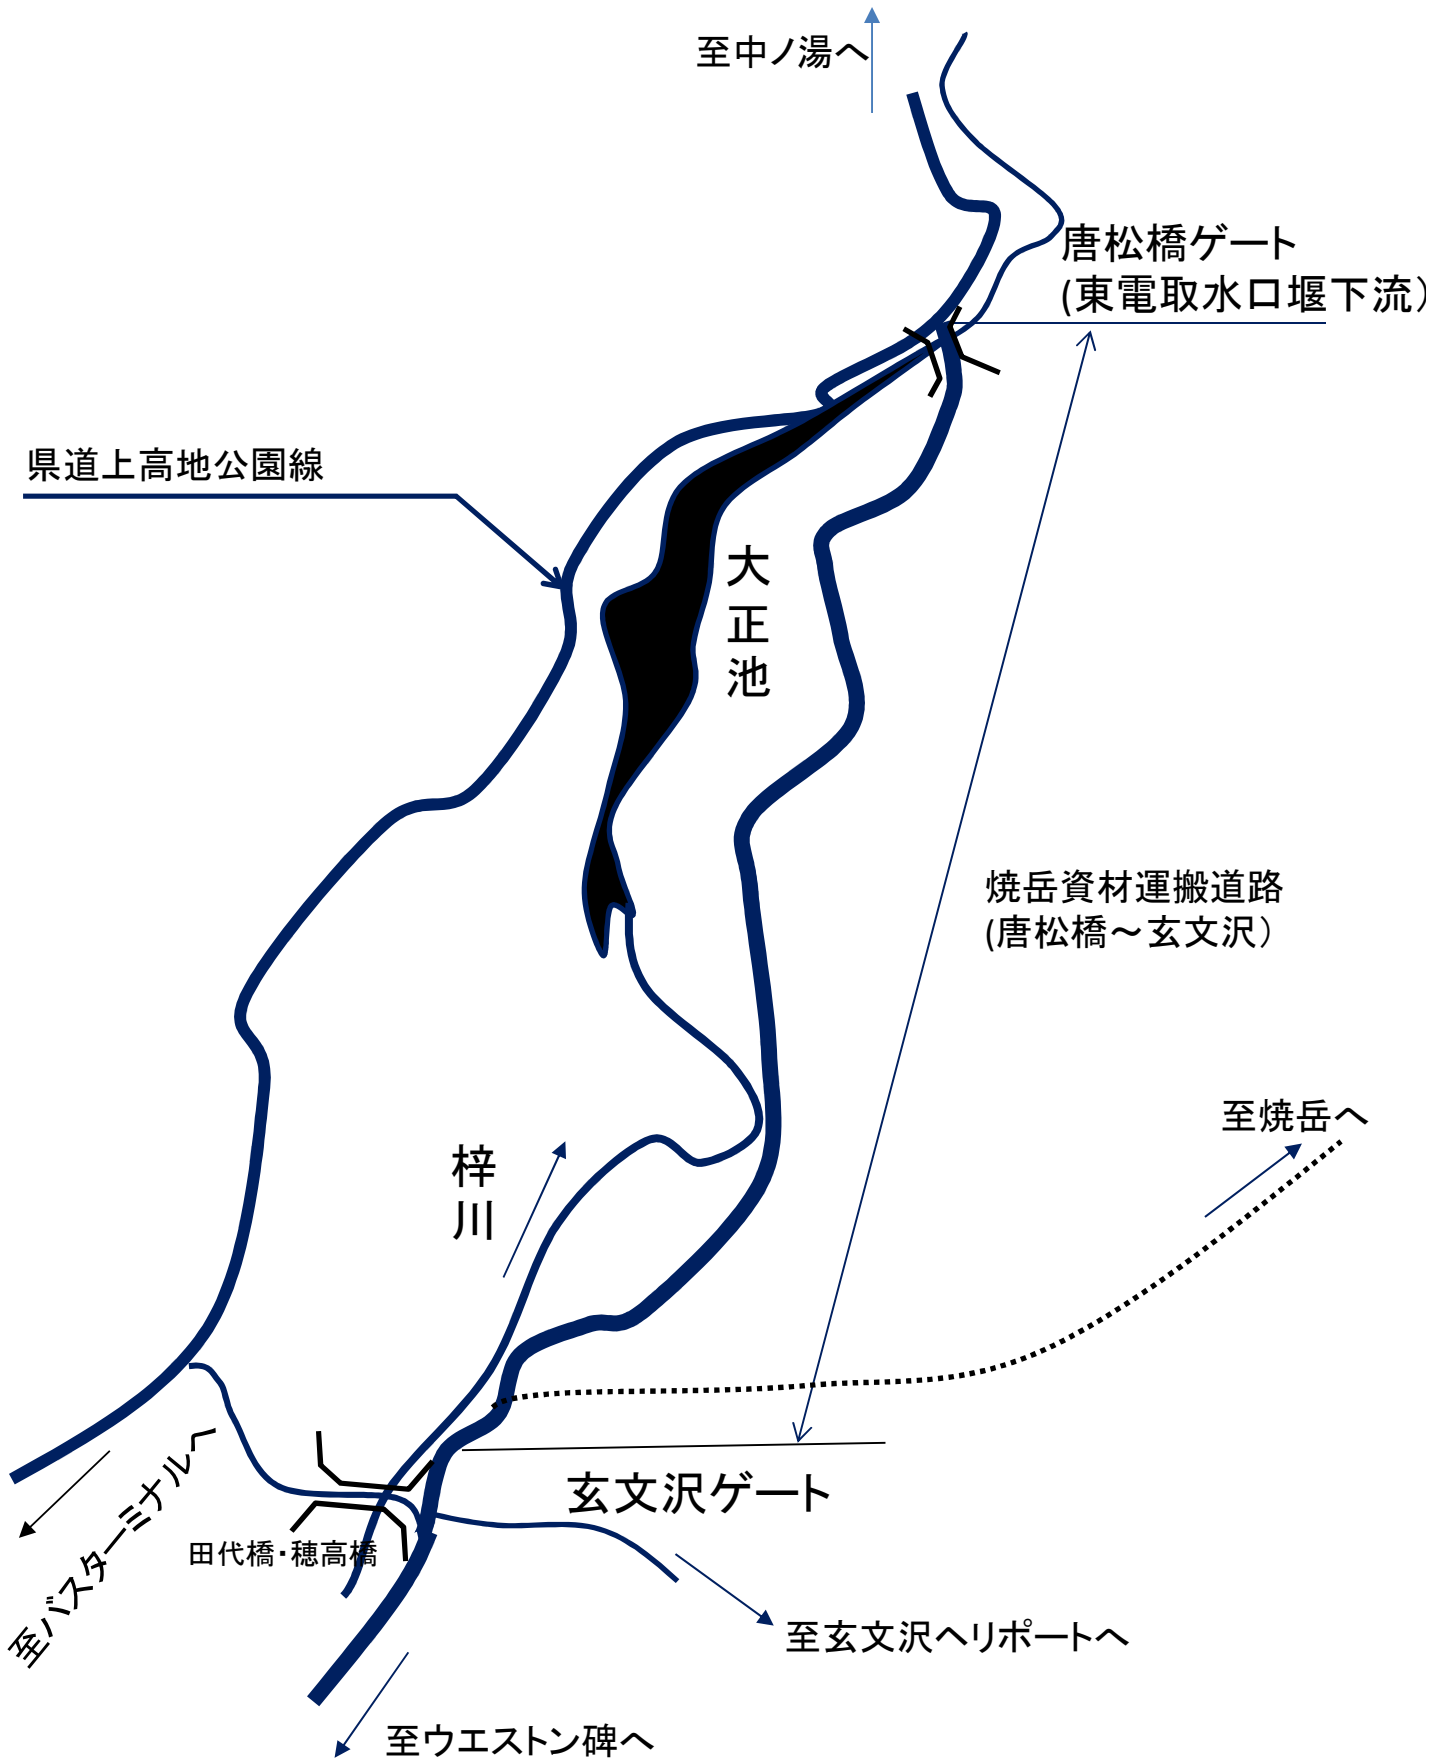 至中ノ湯へ
唐松橋ゲート
(東電取水口堰下流）
県道上高地公園線
大正池
焼岳資材運搬道路
(唐松橋～玄文沢）
至焼岳へ
梓川
至バスターミナルへ
玄文沢ゲート
田代橋・穂高橋
至玄文沢ヘリポートへ
至ウエストン碑へ